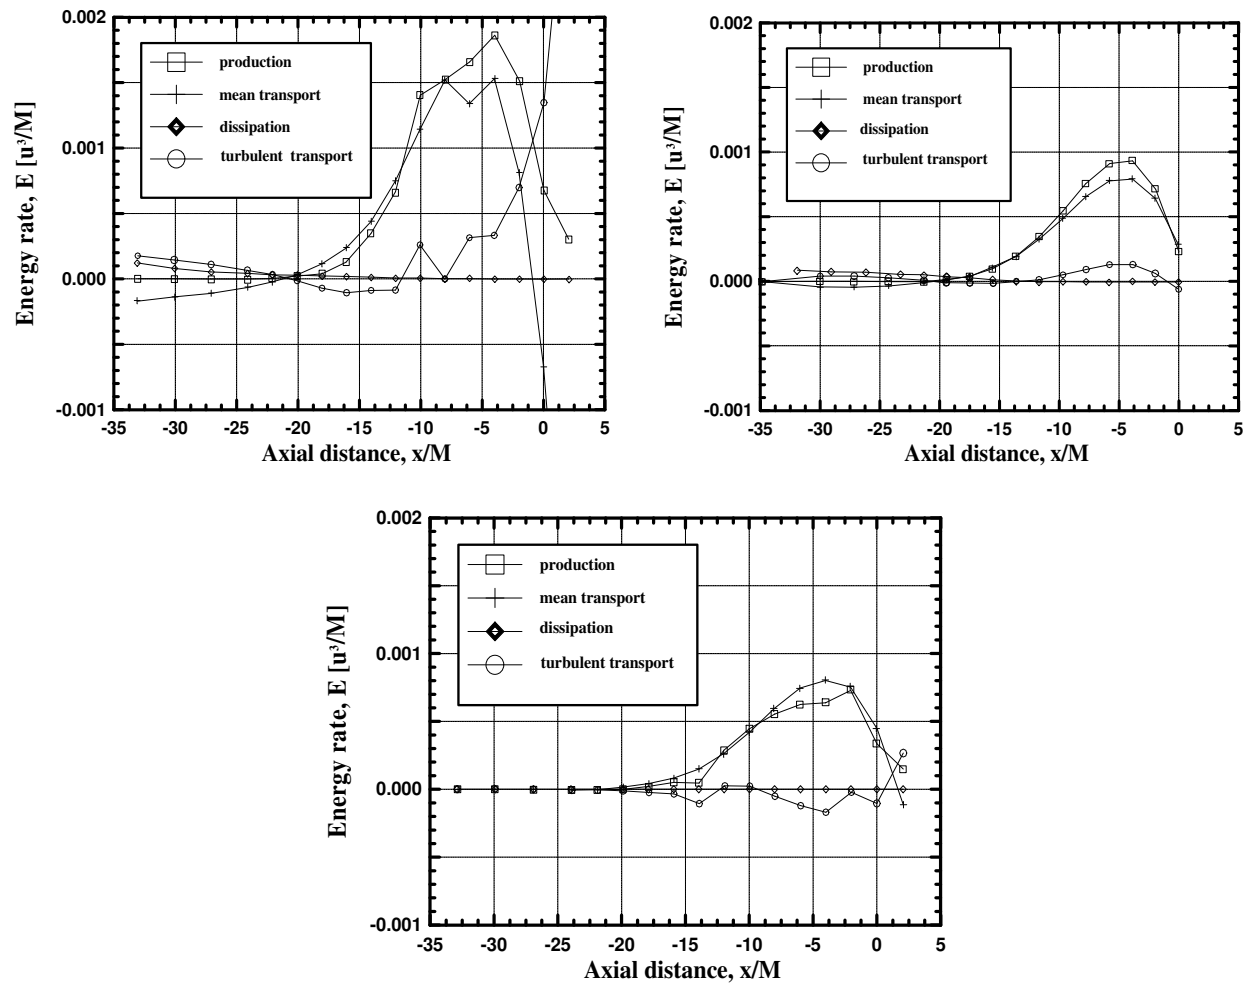 0.002
0.001
0.000
-0.001
Energy rate, E [u³/M]
production
mean transport
dissipation
turbulent transport
-35 -30 -25 -20 -15 -10 -5 0 5
Axial distance, x/M
0.002
0.001
0.000
-0.001
Energy rate, E [u³/M]
production
mean transport
dissipation
turbulent transport
-35 -30 -25 -20 -15 -10 -5 0 5
Axial distance, x/M
0.002
0.001
0.000
-0.001
Energy rate, E [u³/M]
production
mean transport
dissipation
turbulent transport
-35 -30 -25 -20 -15 -10 -5 0 5
Axial distance, x/M